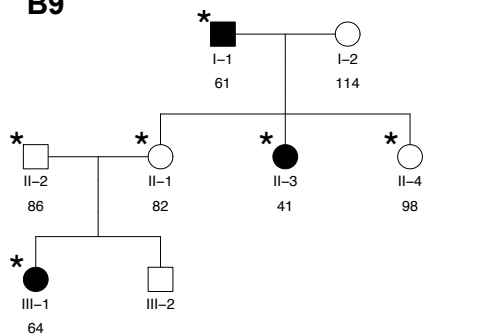 B9
*
I-1 I-2
61 114
* * * *
II-2 II-1 II-3 II-4
86 82 41 98
*
III-1 III-2
64